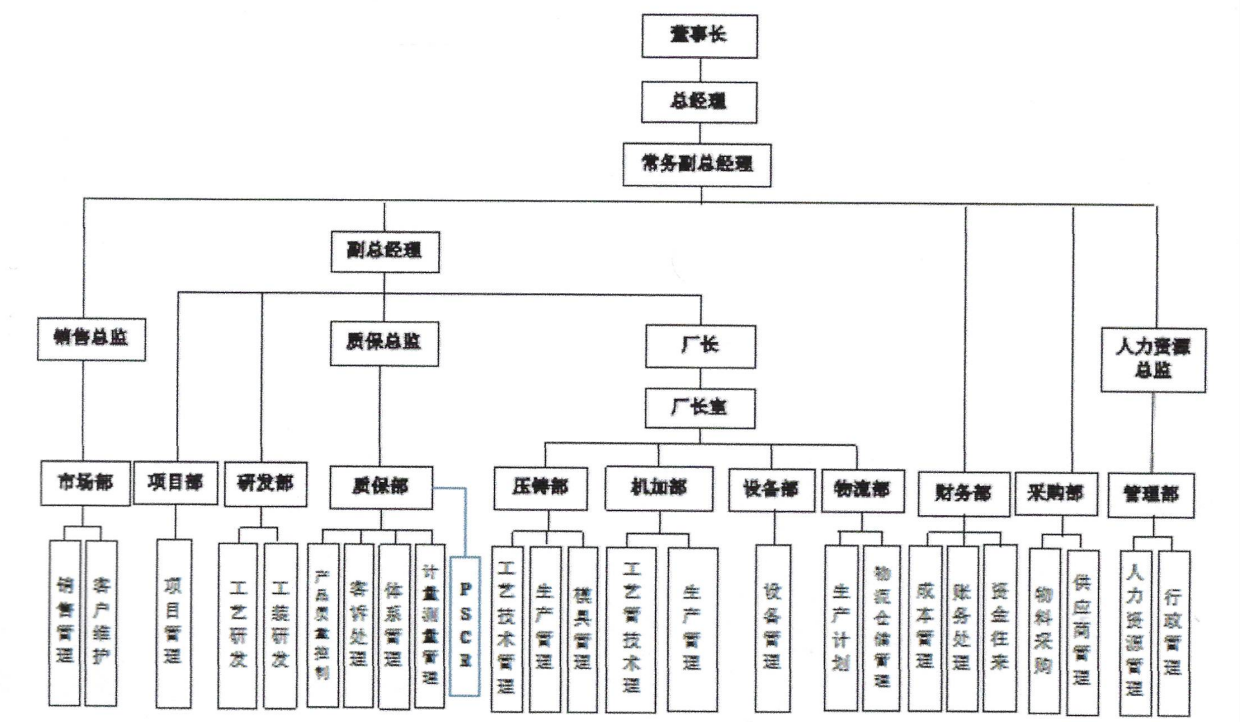 董事长
总经理
常务副总经理
副总经理
销售总监
质保总监
厂长
人力资源
总监
厂长室
市场部
项目部
研发部
质保部
压铸部
机加部
设备部
物流部
财务部
采购部
管理部
销售管理
客户维护
项目管理
工艺研发
工装研发
产品质量控制
客诉处理
体系管理
计量测量管理
PSCR
工艺技术管理
生产管理
模具管理
工艺管技术理
生产管理
设备管理
生产计划
物流仓储管理
成本管理
账务处理
资金往来
物料采购
供应商管理
人力资源管理
行政管理